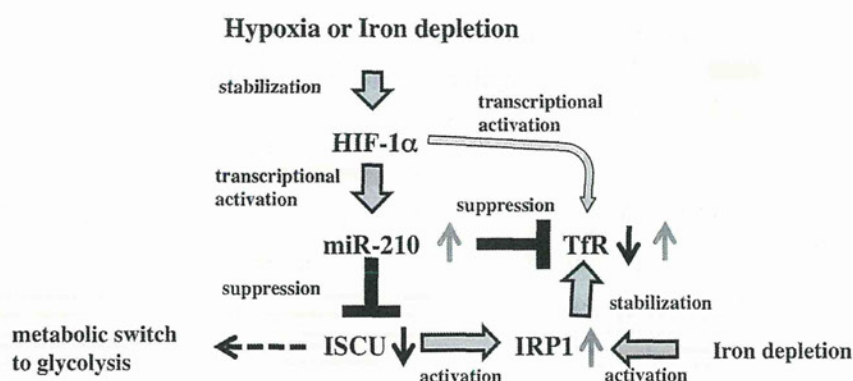 Hypoxia or Iron depletion
stabilization
transcriptional
activation
HIF-1α
transcriptional
activation
suppression
miR-210
TfR
suppression
stabilization
metabolic switch
to glycolysis
ISCU
IRP1
Iron depletion
activation
activation